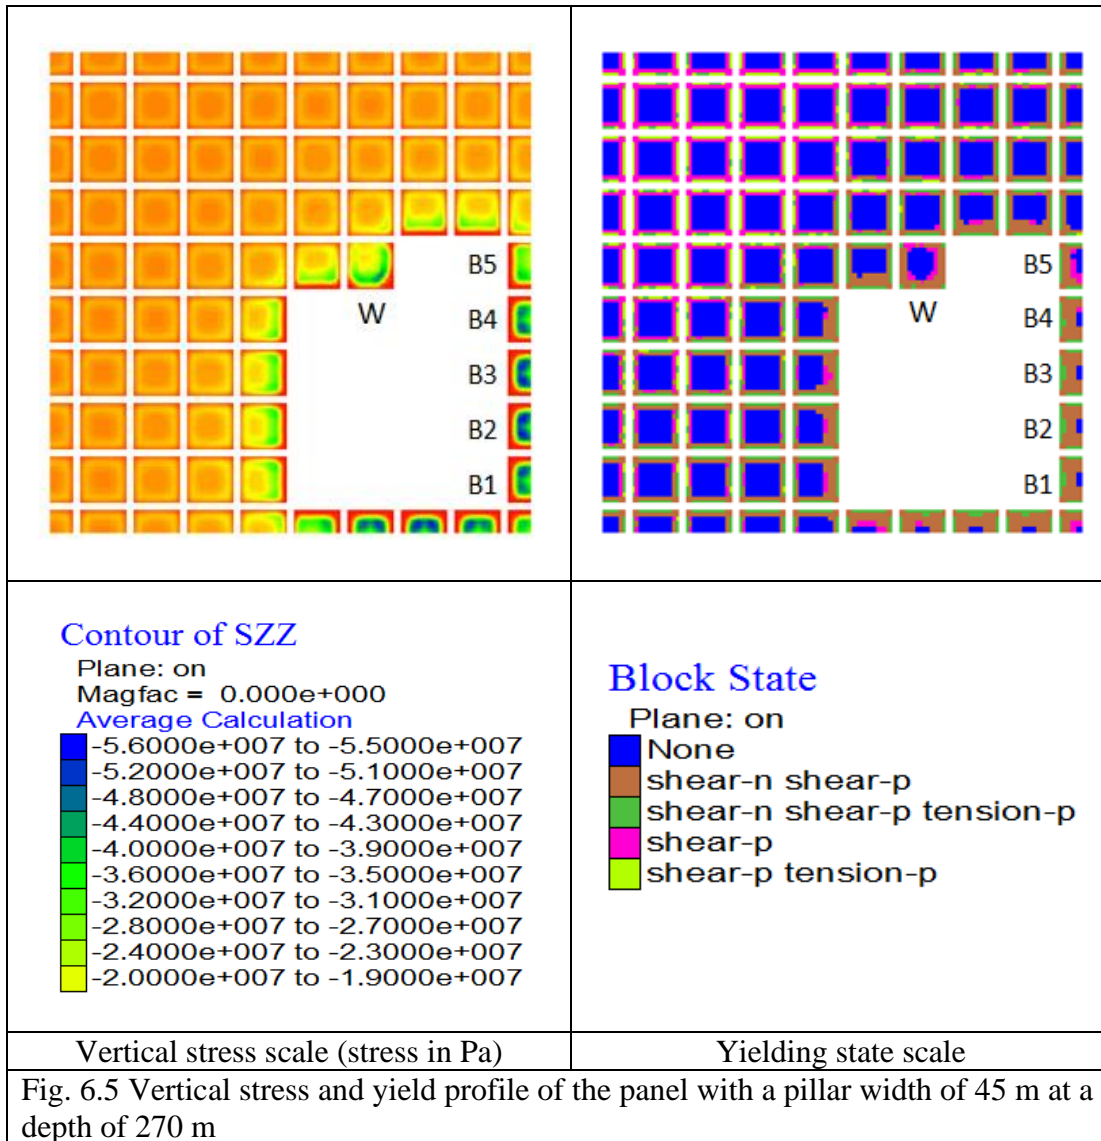 B5
B4
B3
B2
B1
W
B5
B4
B3
B2
B1
W
Contour of SZZ
Plane: on
Magfac = 0.000e+000
Average Calculation
-5.6000e+007 to -5.5000e+007
-5.2000e+007 to -5.1000e+007
-4.8000e+007 to -4.7000e+007
-4.4000e+007 to -4.3000e+007
-4.0000e+007 to -3.9000e+007
-3.6000e+007 to -3.5000e+007
-3.2000e+007 to -3.1000e+007
-2.8000e+007 to -2.7000e+007
-2.4000e+007 to -2.3000e+007
-2.0000e+007 to -1.9000e+007
Block State
Plane: on
None
shear-n shear-p
shear-n shear-p tension-p
shear-p
shear-p tension-p
Vertical stress scale (stress in Pa)
Yielding state scale
Fig. 6.5 Vertical stress and yield profile of the panel with a pillar width of 45 m at a
depth of 270 m